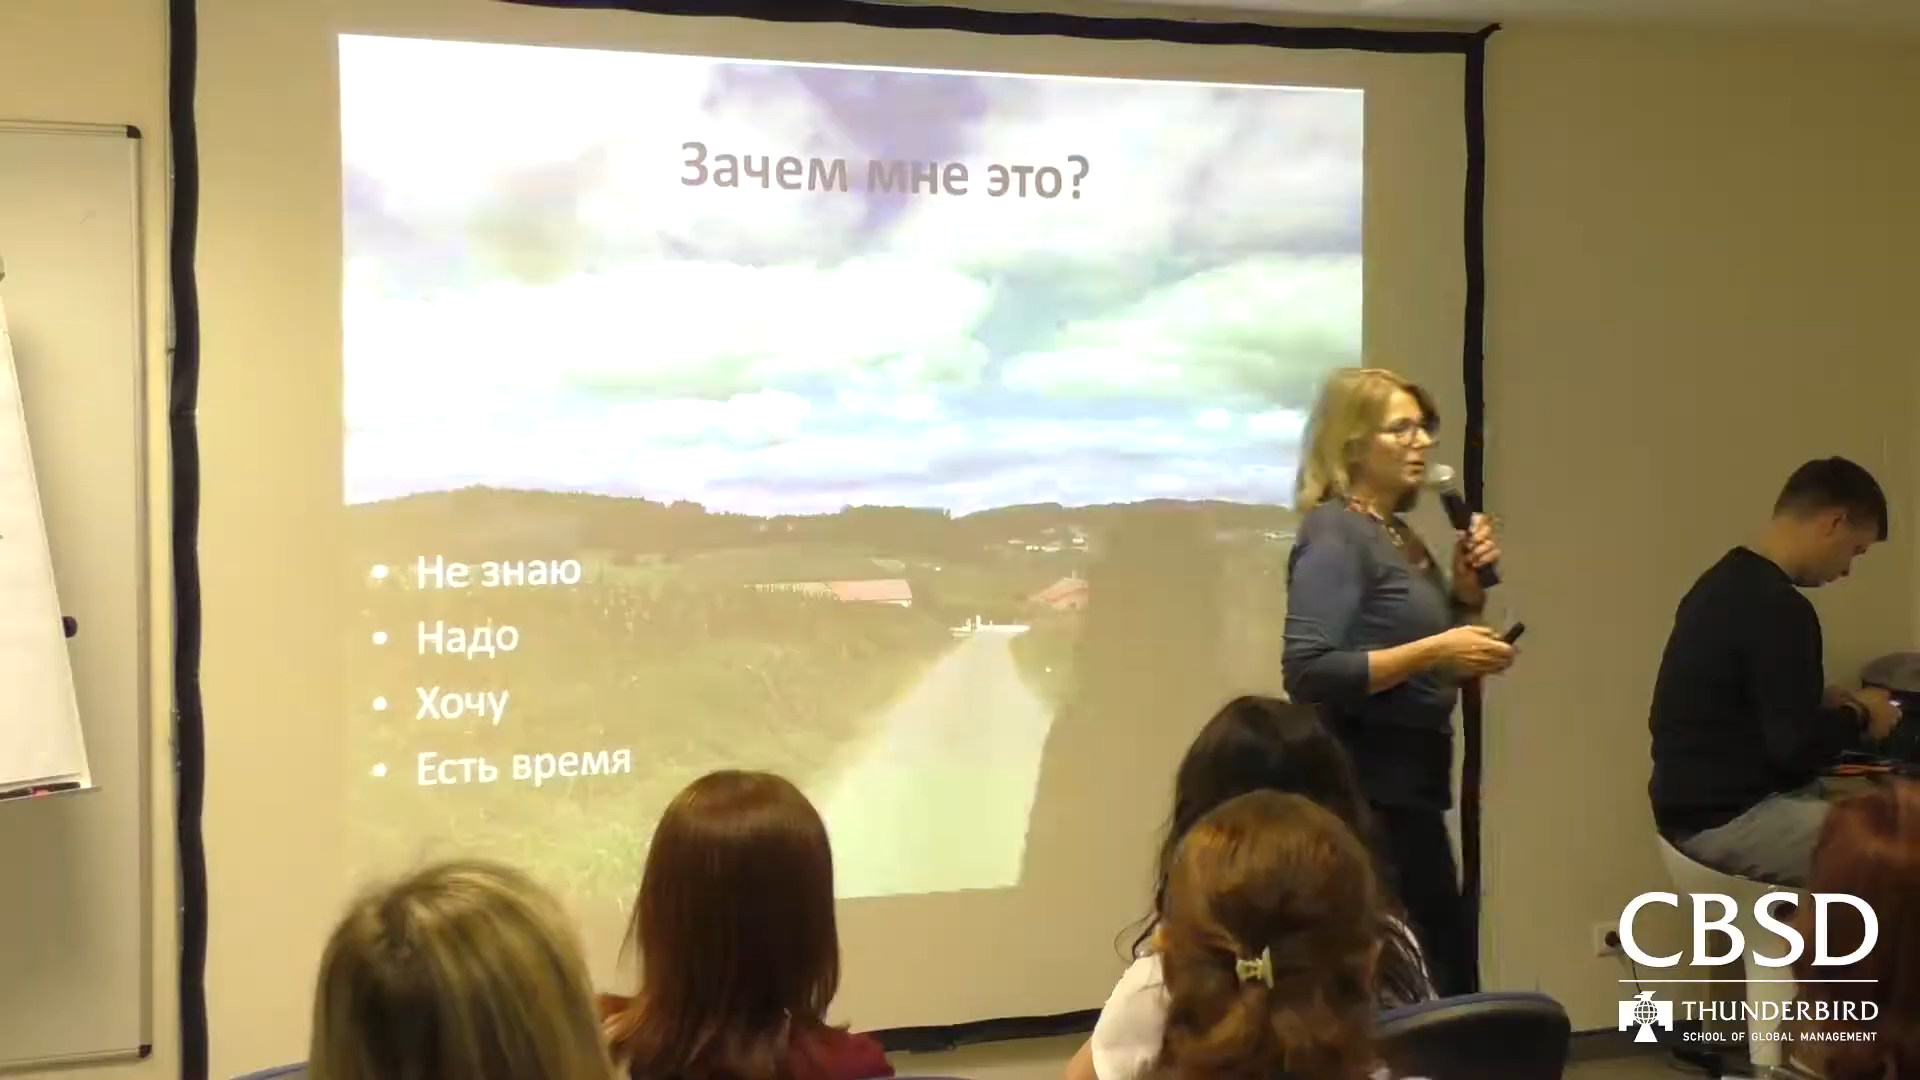 Зачем мне это?
• Не знаю
• Надо
• Хочу
• Есть время
CBSD
THUNDERBIRD
SCHOOL OF GLOBAL MANAGEMENT